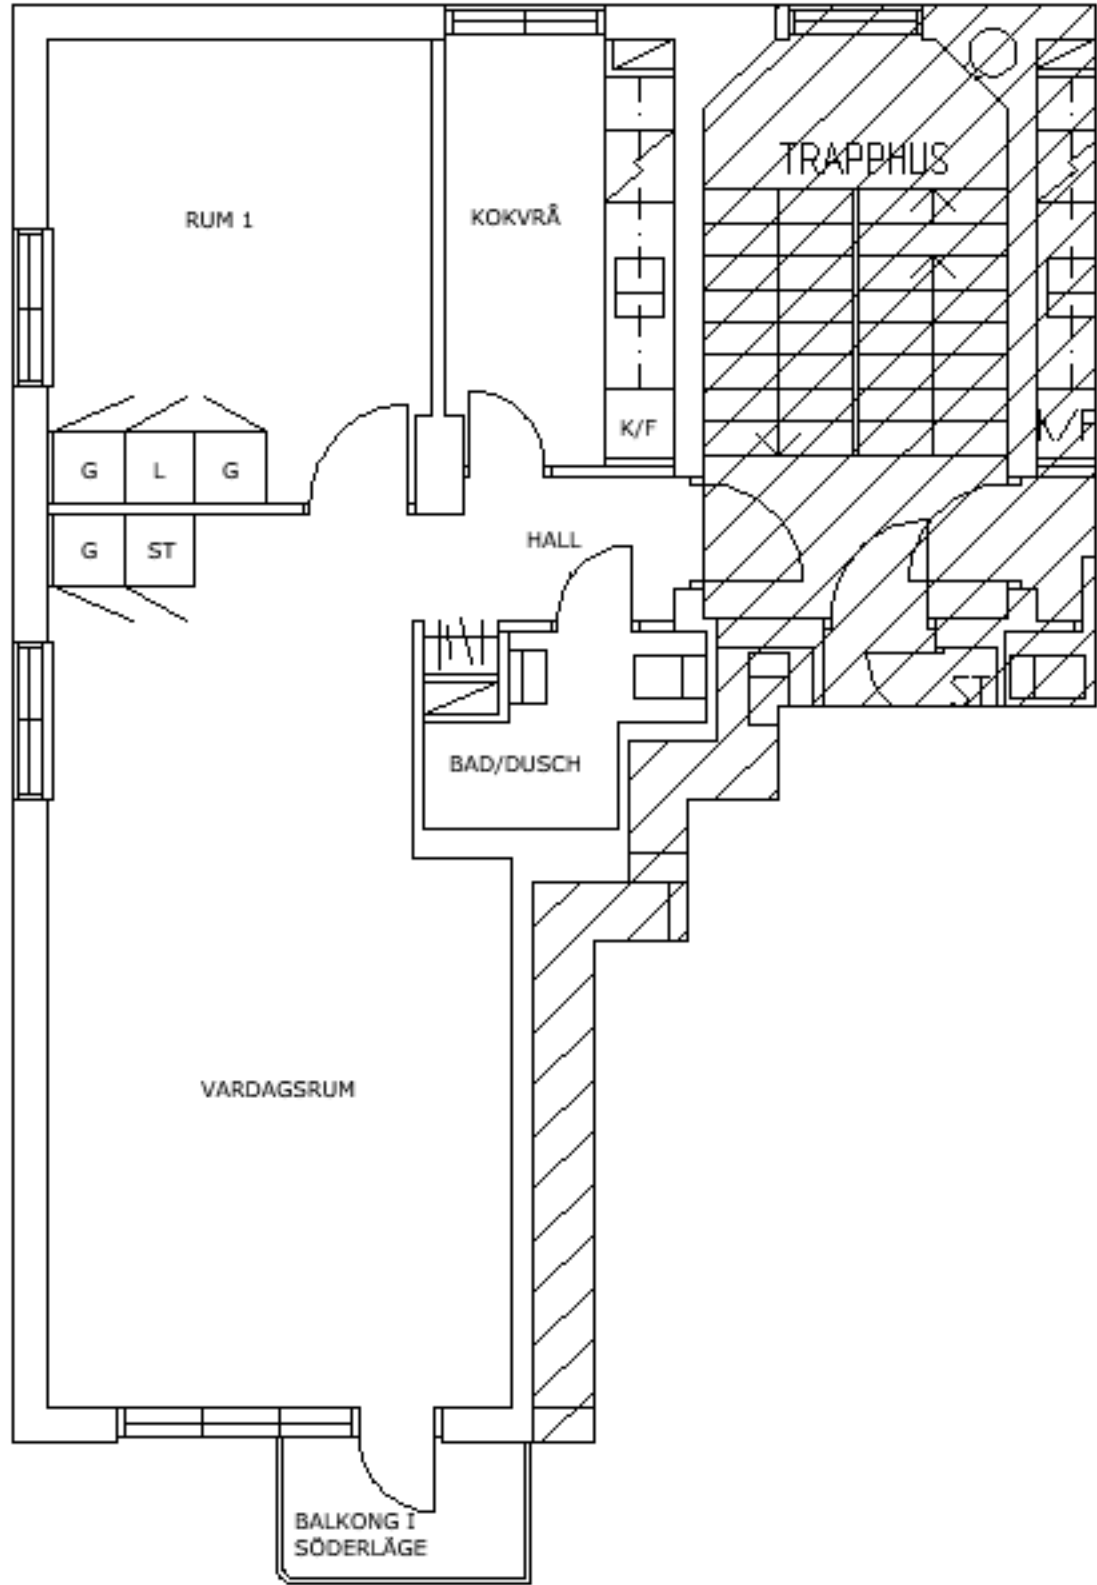 TRAPPHUS
RUM 1
KOKVRÅ
K/F
K/F
G
L
G
G
ST
HALL
ST
BAD/DUSCH
VARDAGSRUM
BALKONG I
SÖDERLÄGE